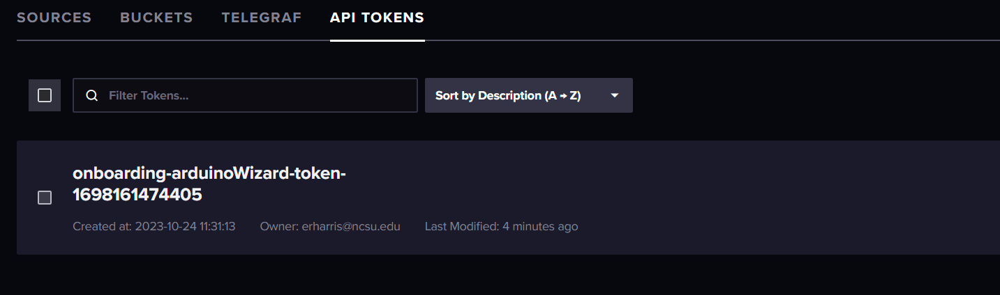 SOURCES BUCKETS TELEGRAF API TOKENS
Filter Tokens... Sort by Description (A → Z)
onboarding-arduinoWizard-token-
1698161474405
Created at: 2023-10-24 11:31:13 Owner: erharris@ncsu.edu Last Modified: 4 minutes ago